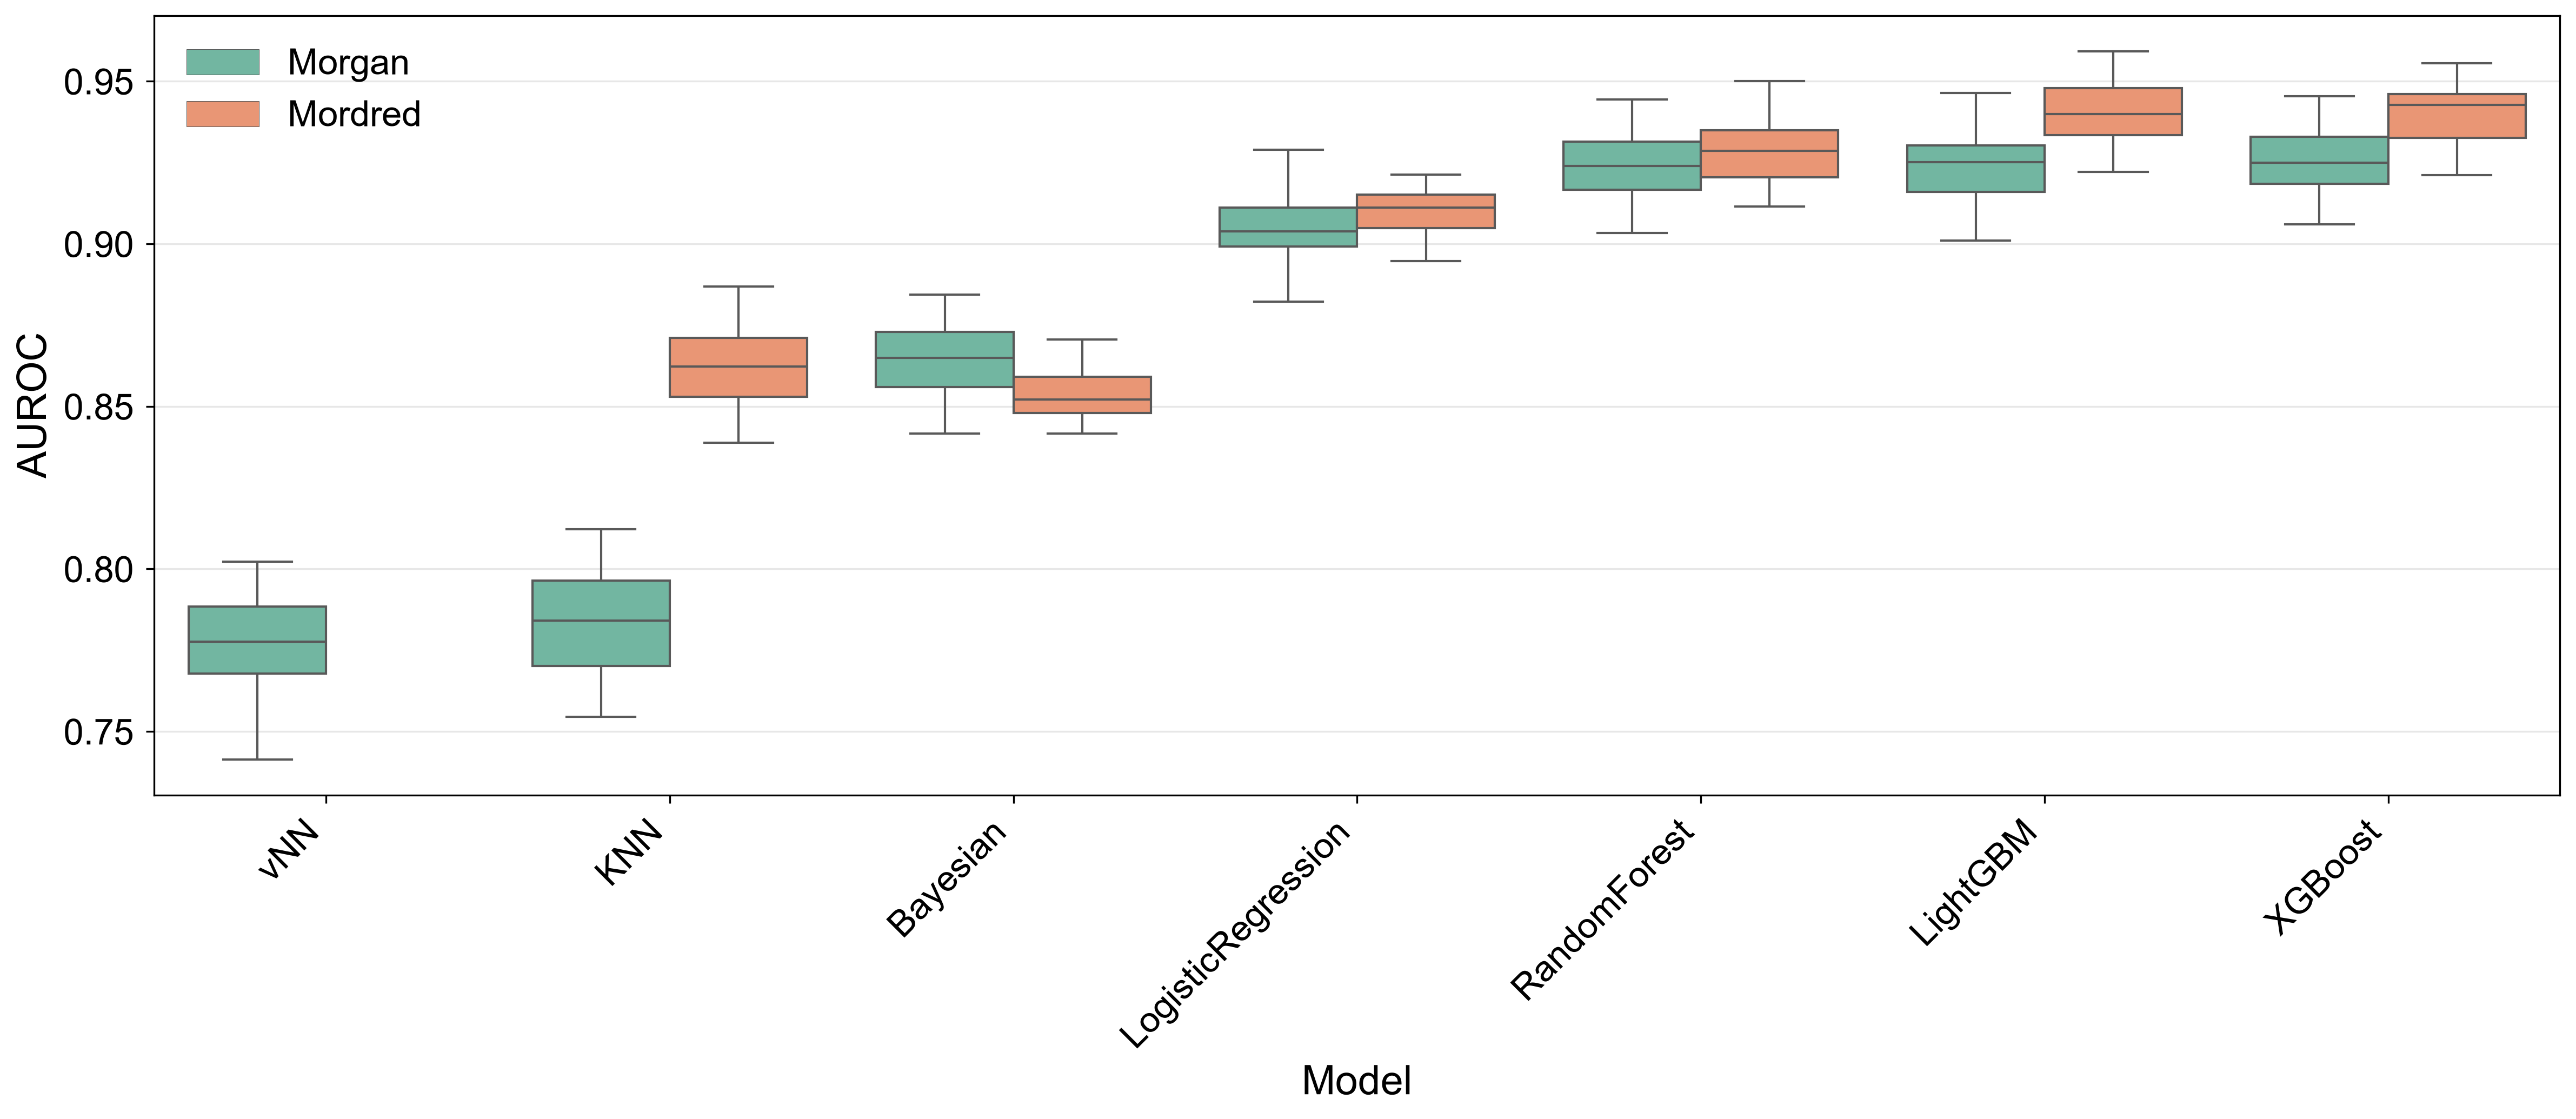 Morgan
Mordred
AUROC
0.95
0.90
0.85
0.80
0.75
vNN
KNN
Bayesian
LogisticRegression
RandomForest
LightGBM
XGBoost
Model